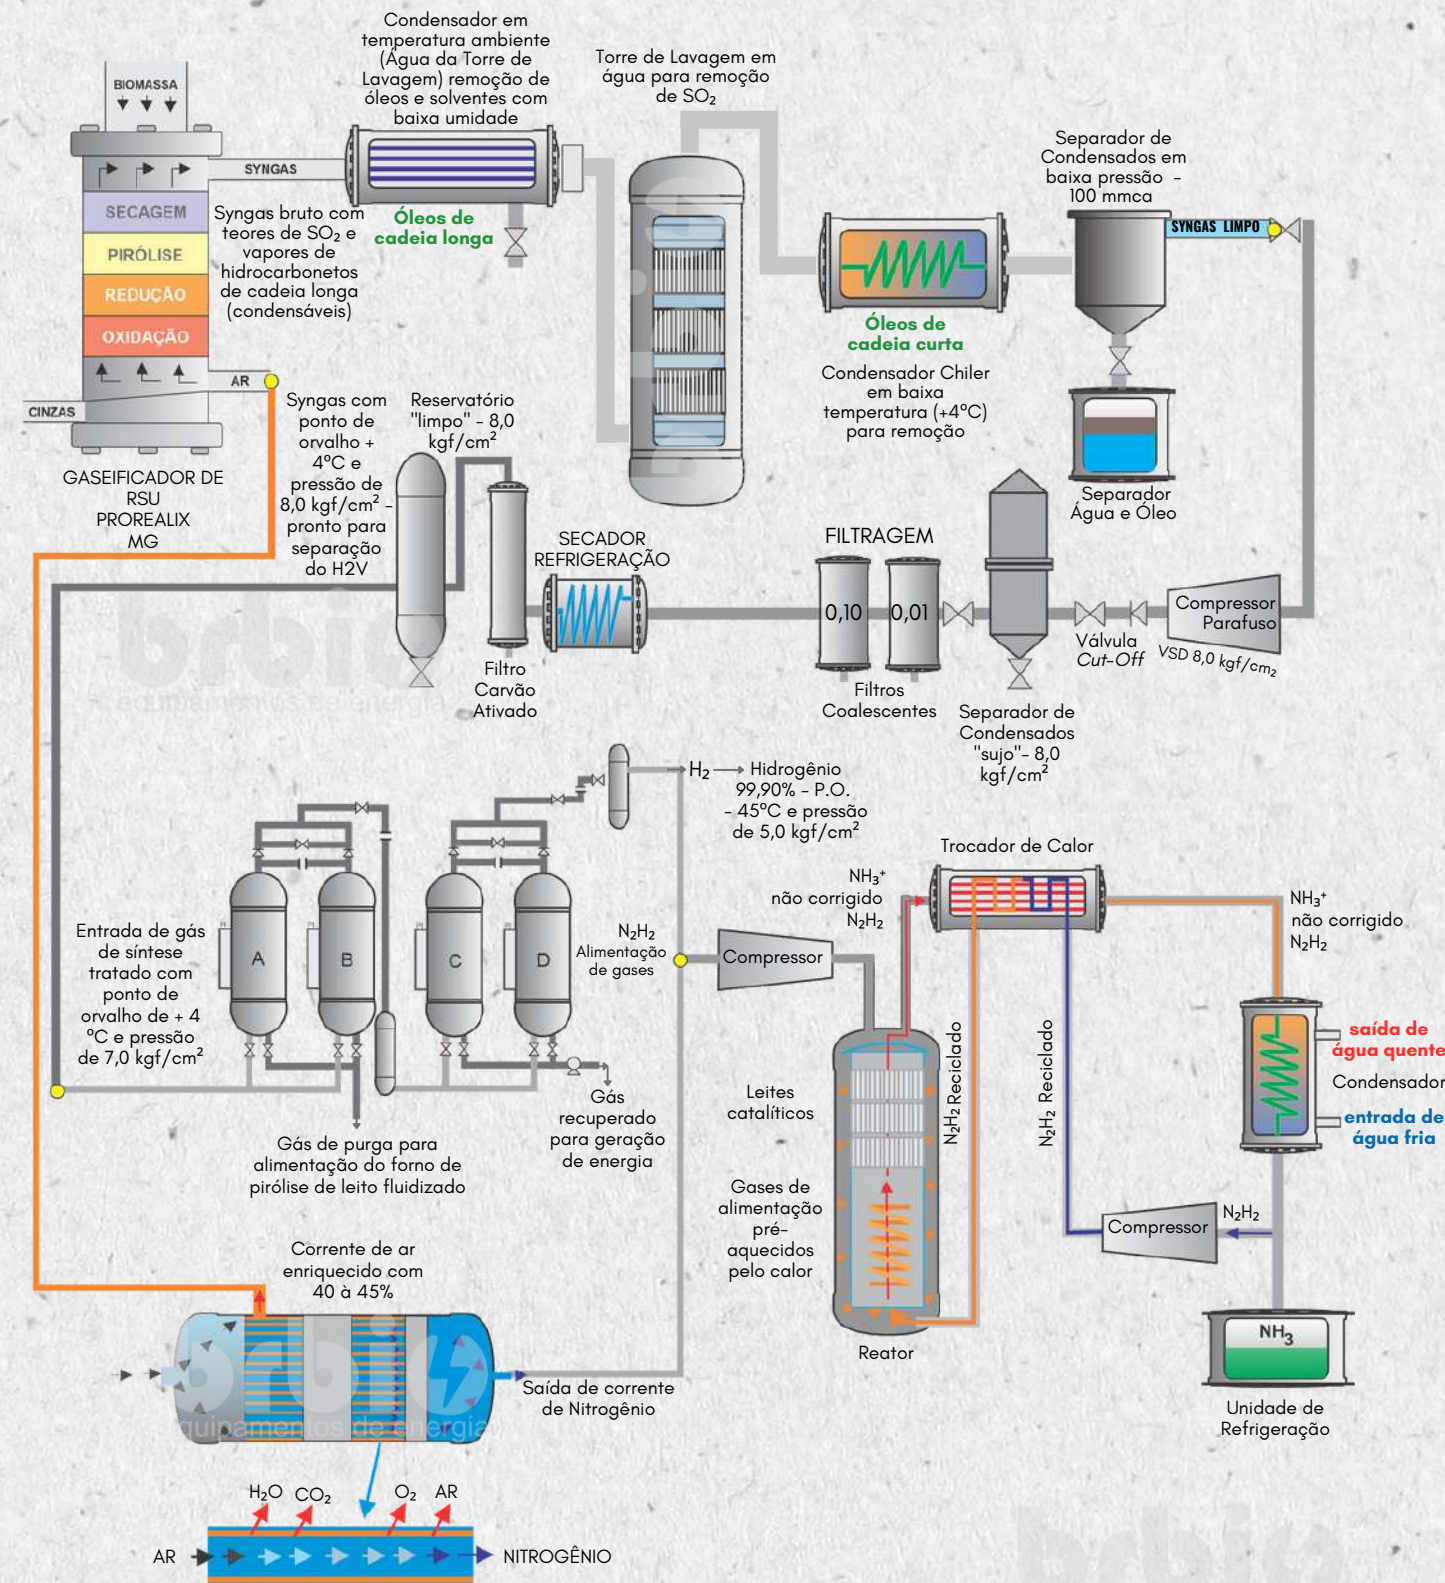 BIOMASSA
SYNGAS
SECAGEM
PIRÓLISE
REDUÇÃO
OXIDAÇÃO
AR
CINZAS
GASEIFICADOR DE
RSU
PROREALIX
MG
Syngas bruto com
teores de SO₂ e
vapores de
hidrocarbonetos
de cadeia longa
(condensáveis)
Condensador em
temperatura ambiente
(Água da Torre de
Lavagem) remoção de
óleos e solventes com
baixa umidade
Óleos de
cadeia longa
Torre de Lavagem em
água para remoção
de SO₂
Óleos de
cadeia curta
Condensador Chiler
em baixa
temperatura (+4°C)
para remoção
Separador de
Condensados em
baixa pressão -
100 mmca
SYNGAS LIMPO
Separador
Água e Óleo
Compressor
Parafuso
VSD 8,0 kgf/cm₂
Válvula
Cut-Off
Separador de
Condensados
"sujo"- 8,0
kgf/cm²
FILTRAGEM
0,10
0,01
Filtros
Coalescentes
SECADOR
REFRIGERAÇÃO
Filtro
Carvão
Ativado
Reservatório
"limpo" - 8,0
kgf/cm²
Syngas com
ponto de
orvalho +
4°C e
pressão de
8,0 kgf/cm² -
pronto para
separação
do H2V
Entrada de gás
de síntese
tratado com
ponto de
orvalho de + 4
°C e pressão
de 7,0 kgf/cm²
A
B
C
D
H₂
Hidrogênio
99,90% - P.O.
- 45°C e pressão
de 5,0 kgf/cm²
Gás de purga para
alimentação do forno de
pirólise de leito fluidizado
Gás
recuperado
para geração
de energia
N₂H₂
Alimentação
de gases
Compressor
NH₃⁺
não corrigido
N₂H₂
Trocador de Calor
NH₃⁺
não corrigido
N₂H₂
saída de
água quente
Condensador
entrada de
água fria
N₂H₂ Reciclado
N₂H₂ Reciclado
Leites
catalíticos
Gases de
alimentação
pré-
aquecidos
pelo calor
Reator
Compressor
N₂H₂
NH₃
Unidade de
Refrigeração
Corrente de ar
enriquecido com
40 à 45%
Saída de corrente
de Nitrogênio
brbio
equipamentos de energia
H₂O
CO₂
O₂
AR
AR
NITROGÊNIO